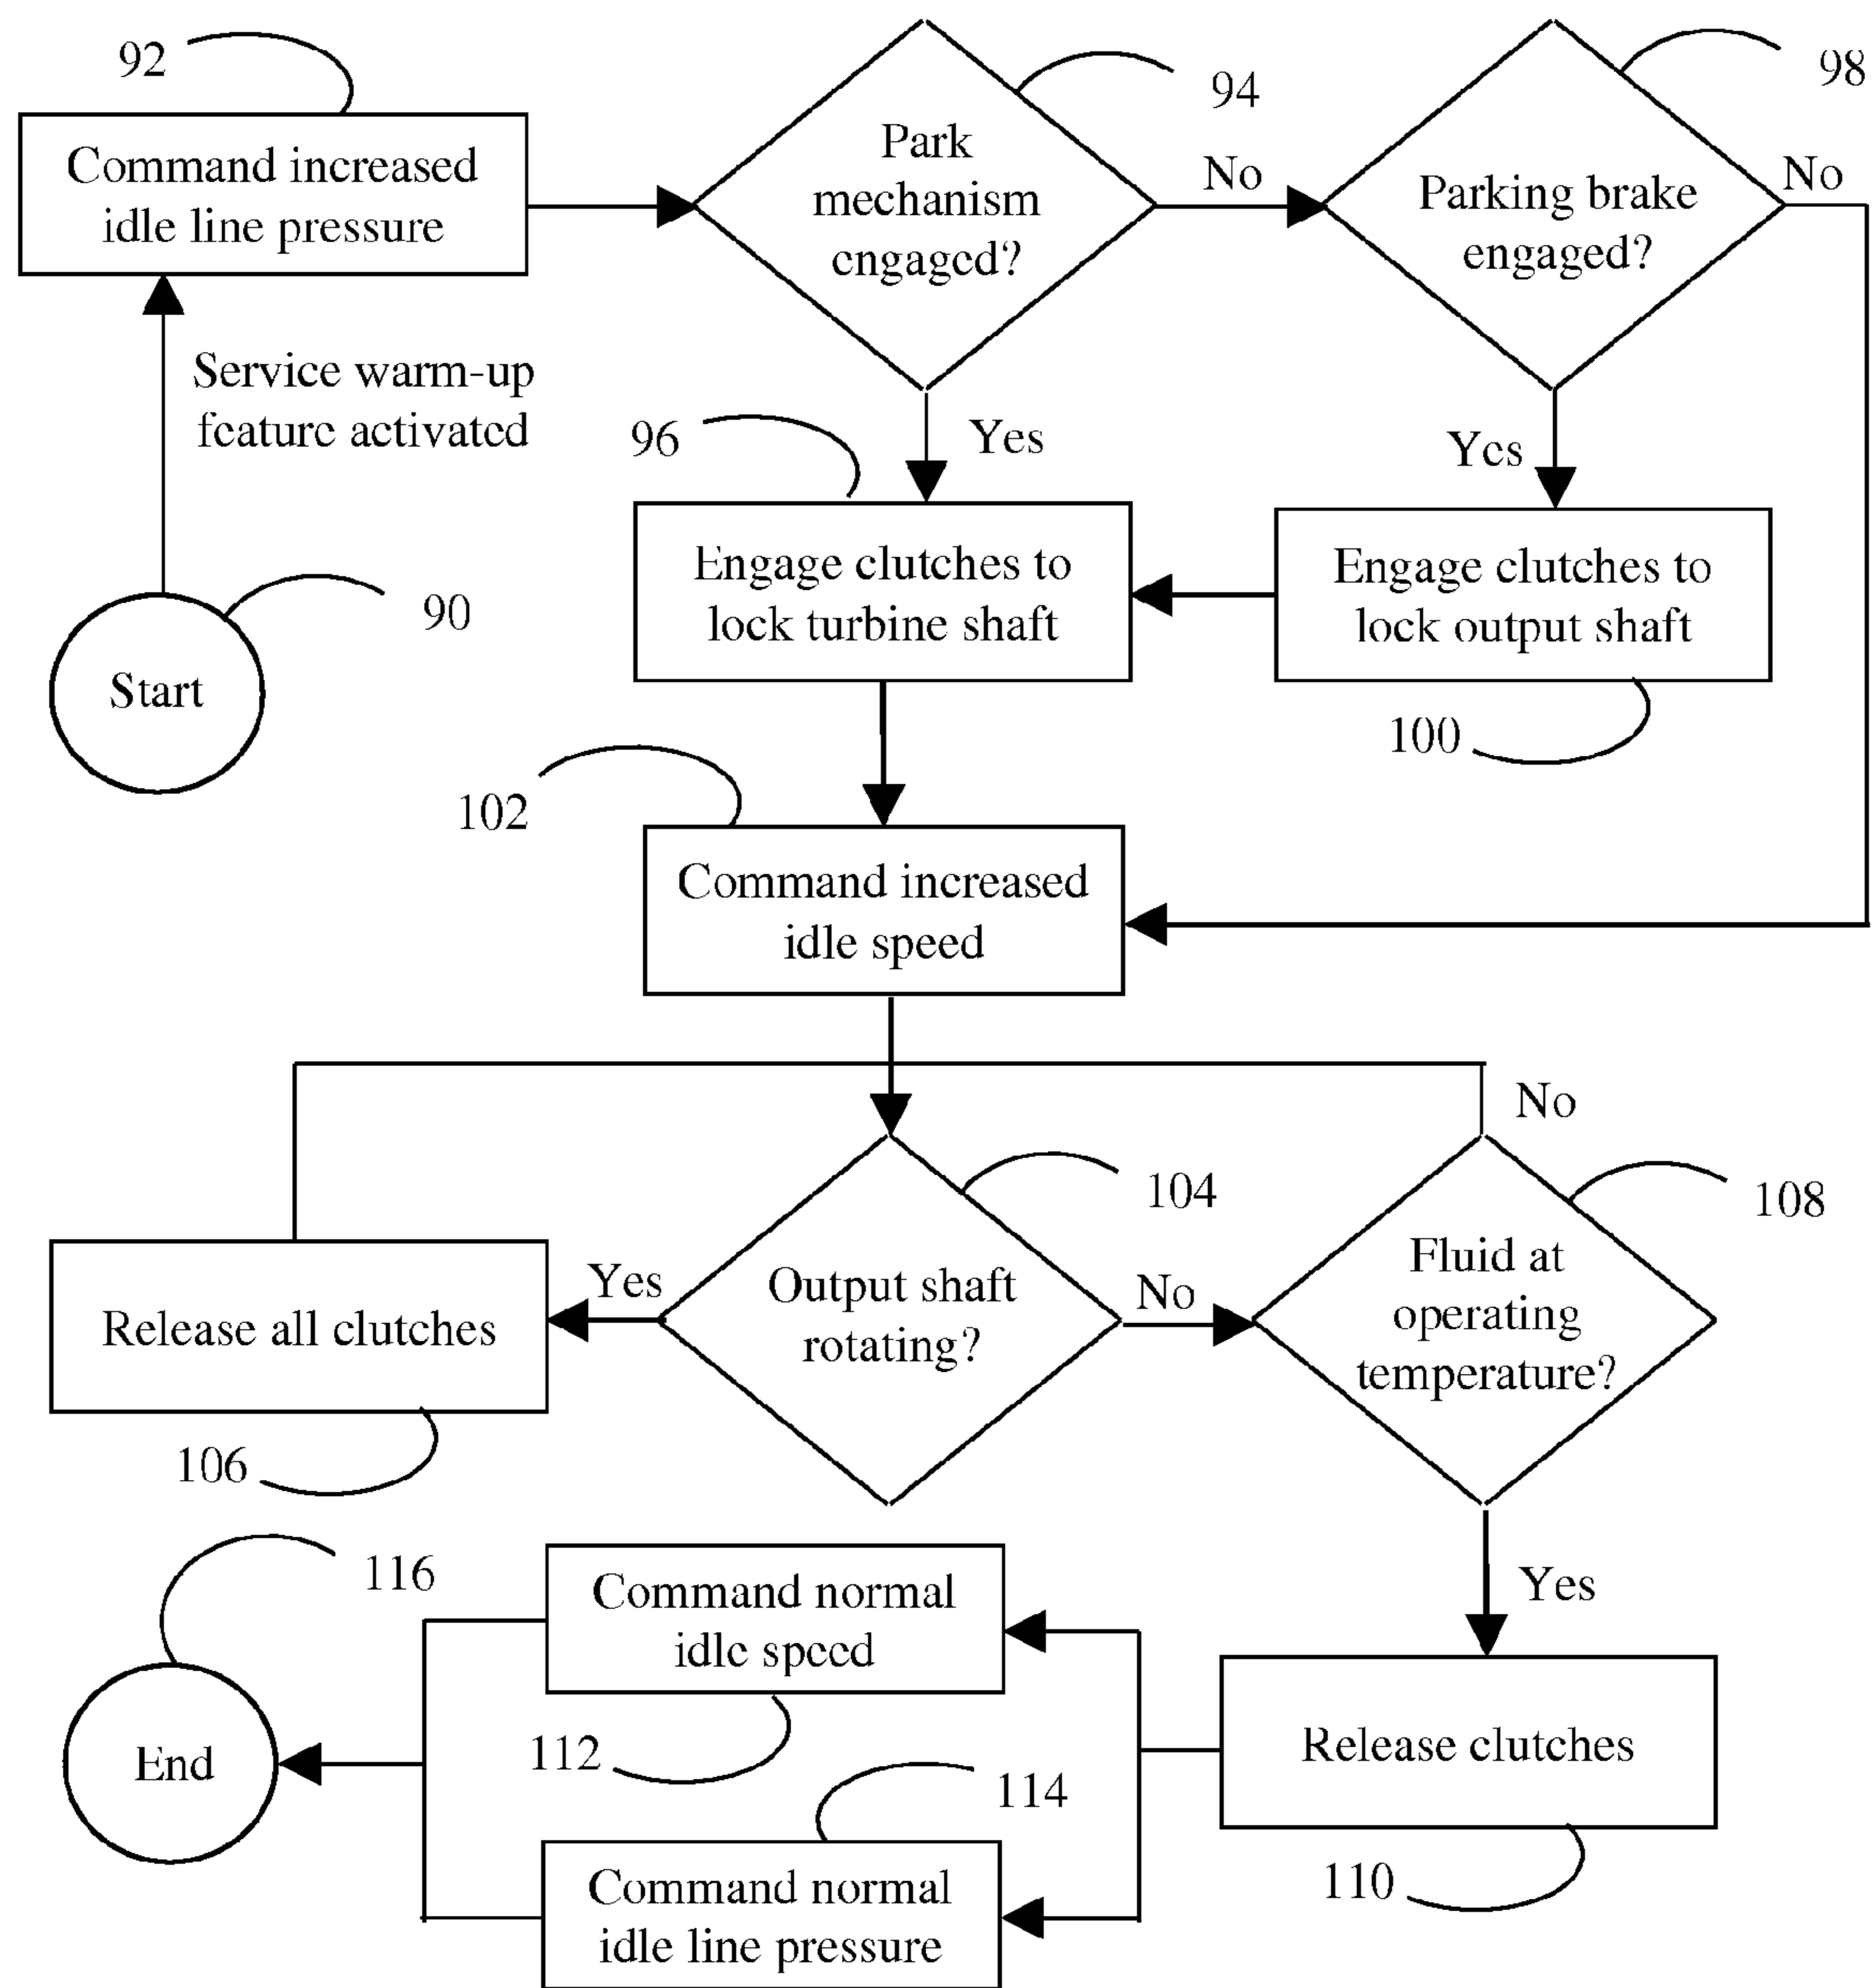 92
Command increased
idle line pressure
94
Park
mechanism
engaged?
No
98
Parking brake
engaged?
No
Service warm-up
feature activated
90
Start
96
Yes
Yes
Engage clutches to
lock turbine shaft
Engage clutches to
lock output shaft
100
102
Command increased
idle speed
No
104
108
Output shaft
rotating?
Yes
No
Fluid at
operating
temperature?
Release all clutches
106
116
Command normal
idle speed
Yes
End
112
114
Release clutches
110
Command normal
idle line pressure